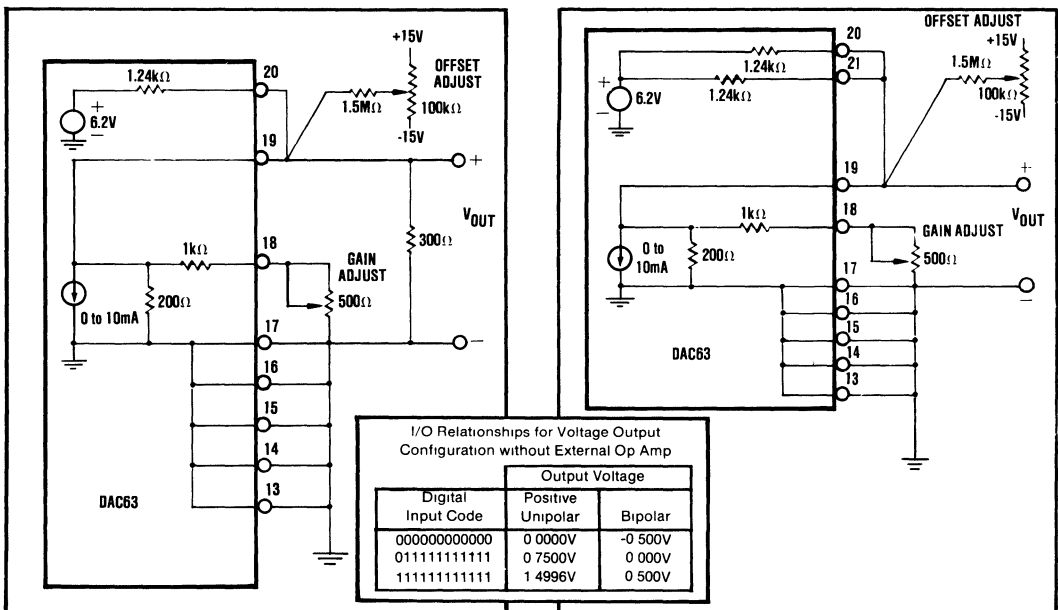 +15V
OFFSET
ADJUST
20
1.24kΩ
1.5MΩ
100kΩ
+
6.2V
−
-15V
19
+
V_OUT
300Ω
18
1kΩ
GAIN
ADJUST
200Ω
500Ω
0 to 10mA
17
−
16
15
14
13
DAC63
OFFSET ADJUST
+15V
20
1.24kΩ
21
1.5MΩ
100kΩ
+
6.2V
−
1.24kΩ
-15V
19
+
18
1kΩ
V_OUT
GAIN ADJUST
0 to
10mA
200Ω
500Ω
17
−
16
15
DAC63
14
13
I/O Relationships for Voltage Output
Configuration without External Op Amp
Output Voltage
Digital Input Code Positive Unipolar Bipolar
000000000000 0 0000V -0 500V
011111111111 0 7500V 0 000V
111111111111 1 4996V 0 500V